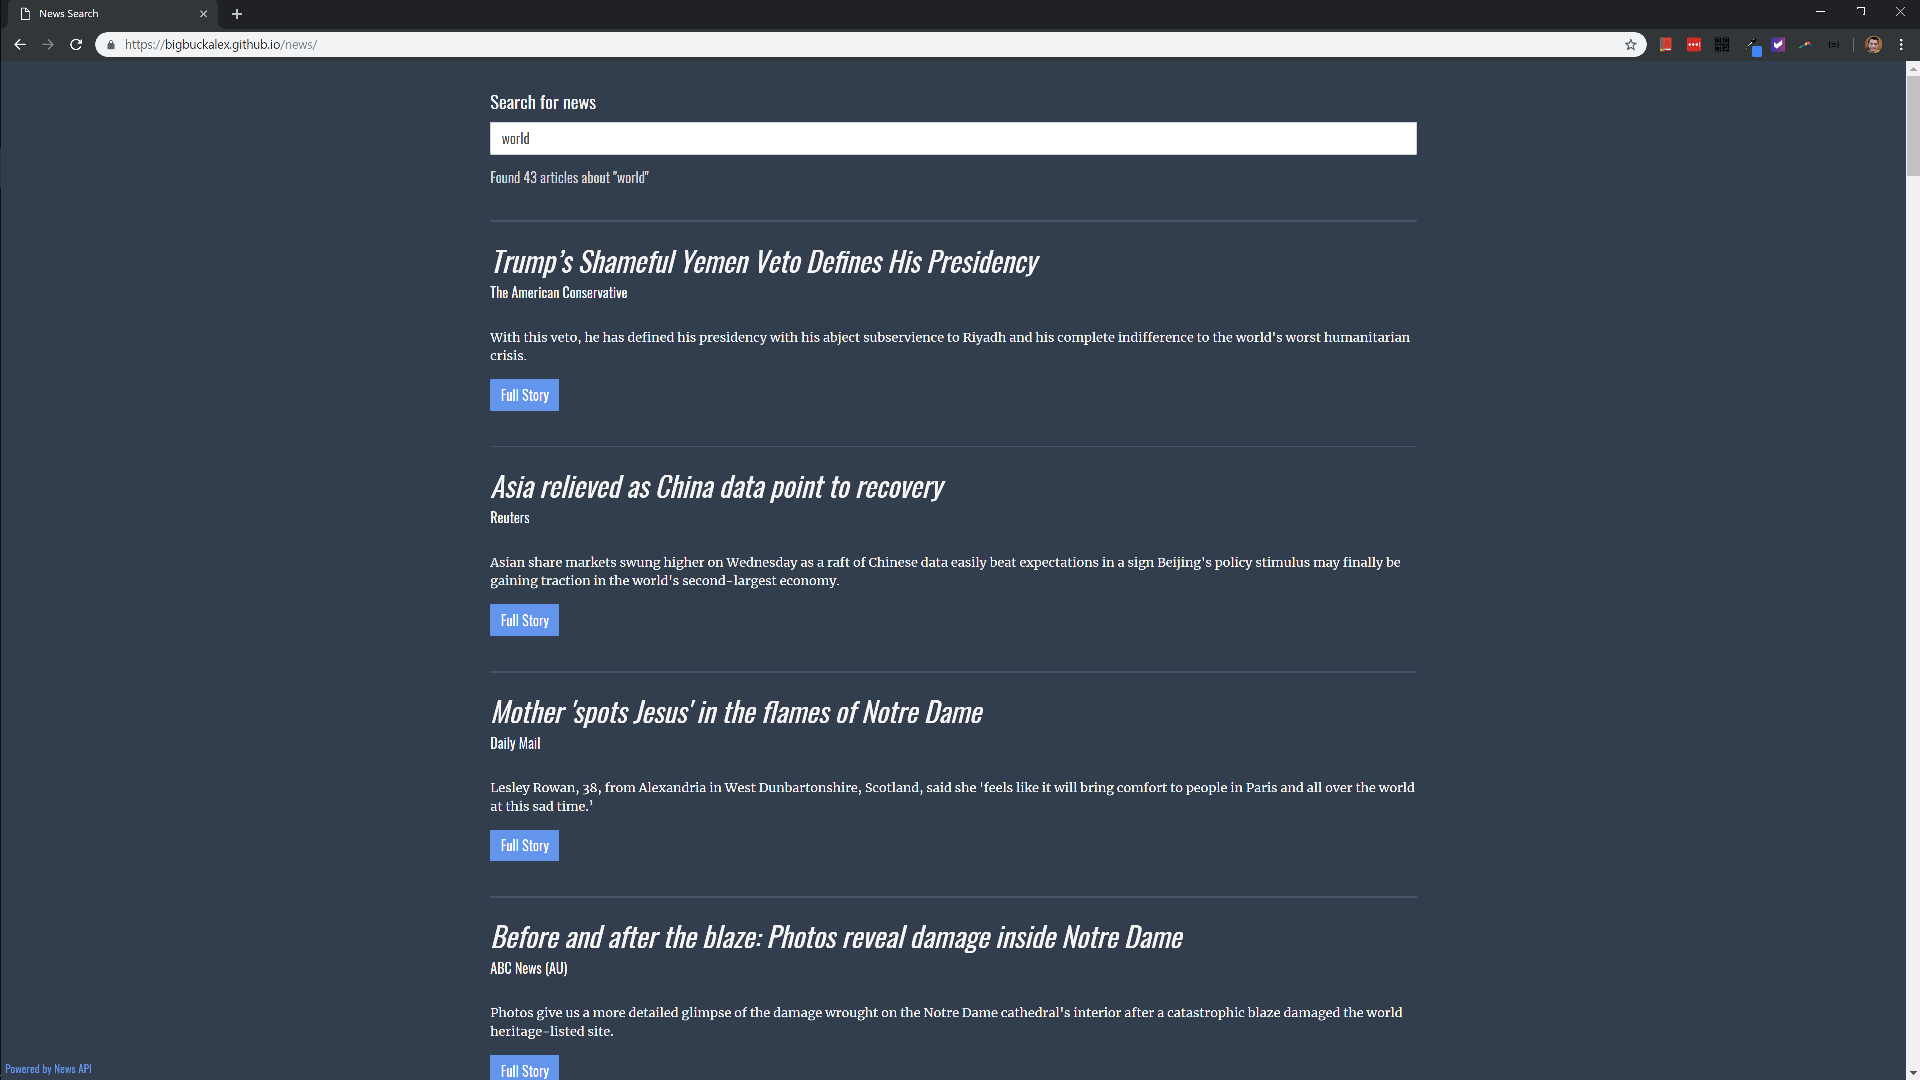 News Search
https://bigbuckalex.github.io/news/
Search for news
world
Found 43 articles about "world"
Trump’s Shameful Yemen Veto Defines His Presidency
The American Conservative
With this veto, he has defined his presidency with his abject subservience to Riyadh and his complete indifference to the world’s worst humanitarian
crisis.
Full Story
Asia relieved as China data point to recovery
Reuters
Asian share markets swung higher on Wednesday as a raft of Chinese data easily beat expectations in a sign Beijing's policy stimulus may finally be
gaining traction in the world's second-largest economy.
Full Story
Mother 'spots Jesus' in the flames of Notre Dame
Daily Mail
Lesley Rowan, 38, from Alexandria in West Dunbartonshire, Scotland, said she 'feels like it will bring comfort to people in Paris and all over the world
at this sad time.’
Full Story
Before and after the blaze: Photos reveal damage inside Notre Dame
ABC News (AU)
Photos give us a more detailed glimpse of the damage wrought on the Notre Dame cathedral's interior after a catastrophic blaze damaged the world
heritage-listed site.
Full Story
Powered by News API